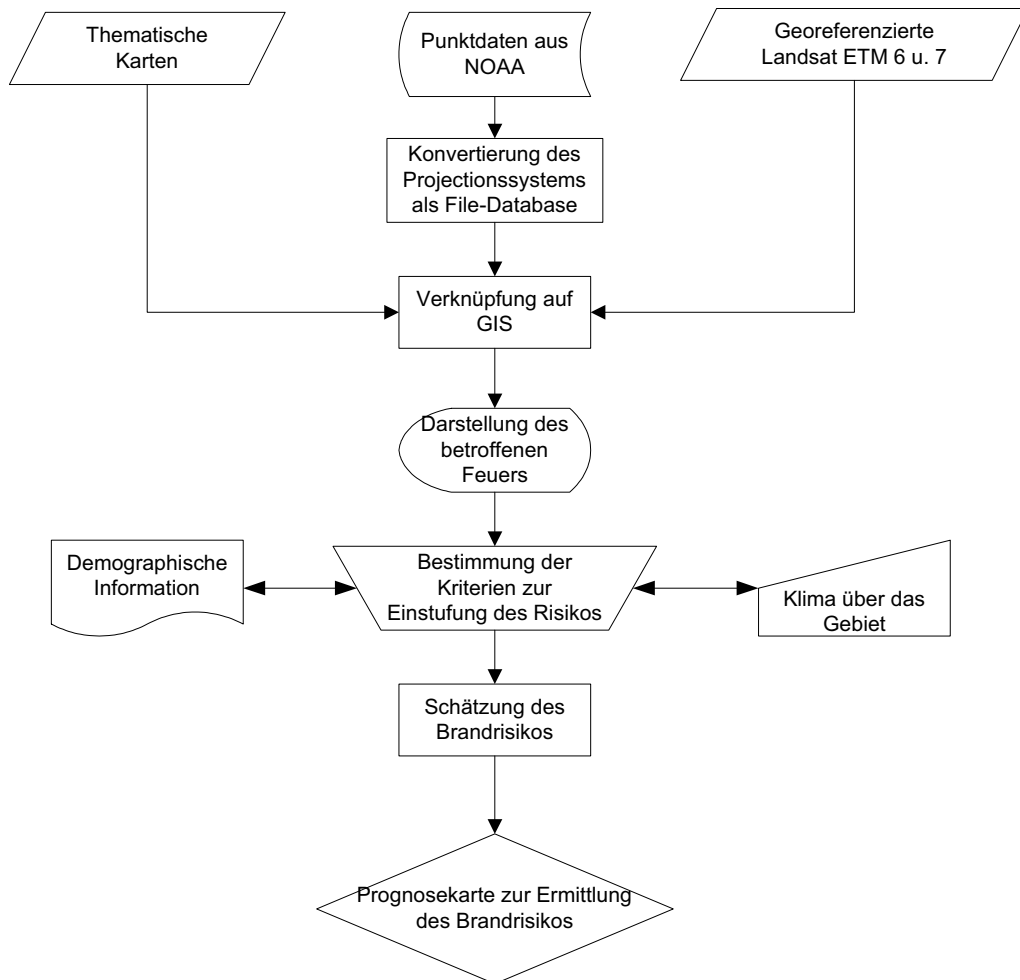 Thematische
Karten
Punktdaten aus
NOAA
Georeferenzierte
Landsat ETM 6 u. 7
Konvertierung des
Projectionssystems
als File-Database
Verknüpfung auf
GIS
Darstellung des
betroffenen
Feuers
Demographische
Information
Bestimmung der
Kriterien zur
Einstufung des Risikos
Klima über das
Gebiet
Schätzung des
Brandrisikos
Prognosekarte zur Ermittlung
des Brandrisikos